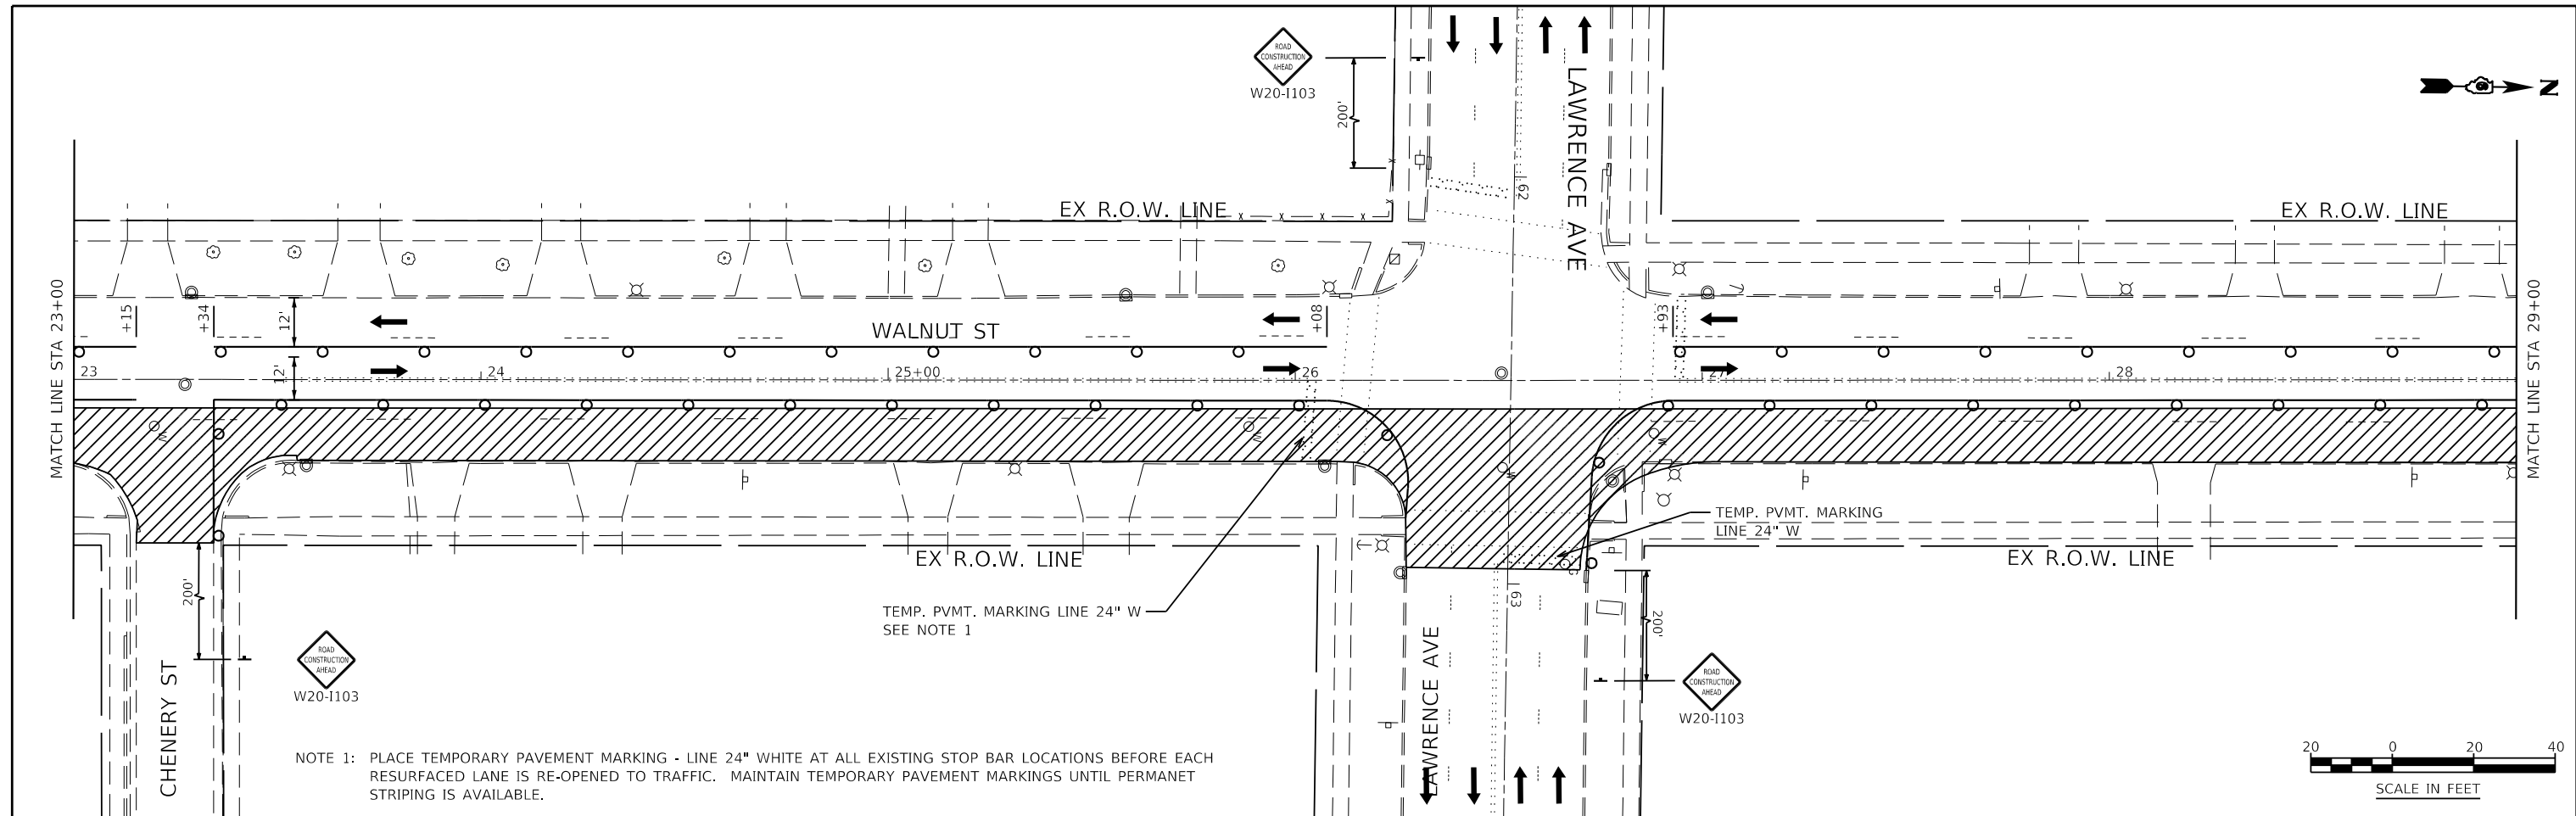 ROAD
CONSTRUCTION
AHEAD
W20-I103
200'
LAWRENCE AVE
N
62
EX R.O.W. LINE
EX R.O.W. LINE
MATCH LINE STA 23+00
+15
+34
12'
WALNUT ST
+08
+93
MATCH LINE STA 29+00
23
12'
24
25+00
26
27
28
W
W
W
W
TEMP. PVMT. MARKING
LINE 24" W
EX R.O.W. LINE
EX R.O.W. LINE
G
63
200'
200'
TEMP. PVMT. MARKING LINE 24" W
SEE NOTE 1
ROAD
CONSTRUCTION
AHEAD
W20-I103
CHENERY ST
LAWRENCE AVE
ROAD
CONSTRUCTION
AHEAD
W20-I103
NOTE 1: PLACE TEMPORARY PAVEMENT MARKING - LINE 24" WHITE AT ALL EXISTING STOP BAR LOCATIONS BEFORE EACH
RESURFACED LANE IS RE-OPENED TO TRAFFIC. MAINTAIN TEMPORARY PAVEMENT MARKINGS UNTIL PERMANET
STRIPING IS AVAILABLE.
20 0 20 40
SCALE IN FEET